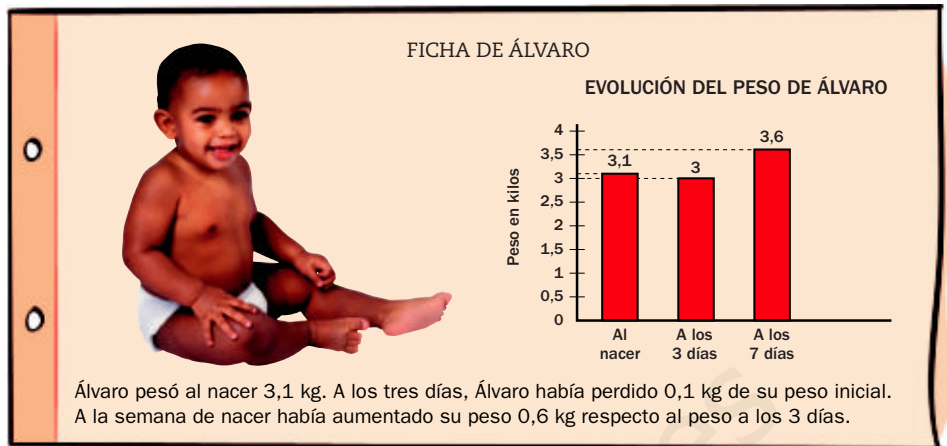 FICHA DE ÁLVARO
EVOLUCIÓN DEL PESO DE ÁLVARO
Peso en kilos
4
3,5
3
2,5
2
1,5
1
0,5
0
3,1
3
3,6
Al
nacer
A los
3 días
A los
7 días
Álvaro pesó al nacer 3,1 kg. A los tres días, Álvaro había perdido 0,1 kg de su peso inicial.
A la semana de nacer había aumentado su peso 0,6 kg respecto al peso a los 3 días.